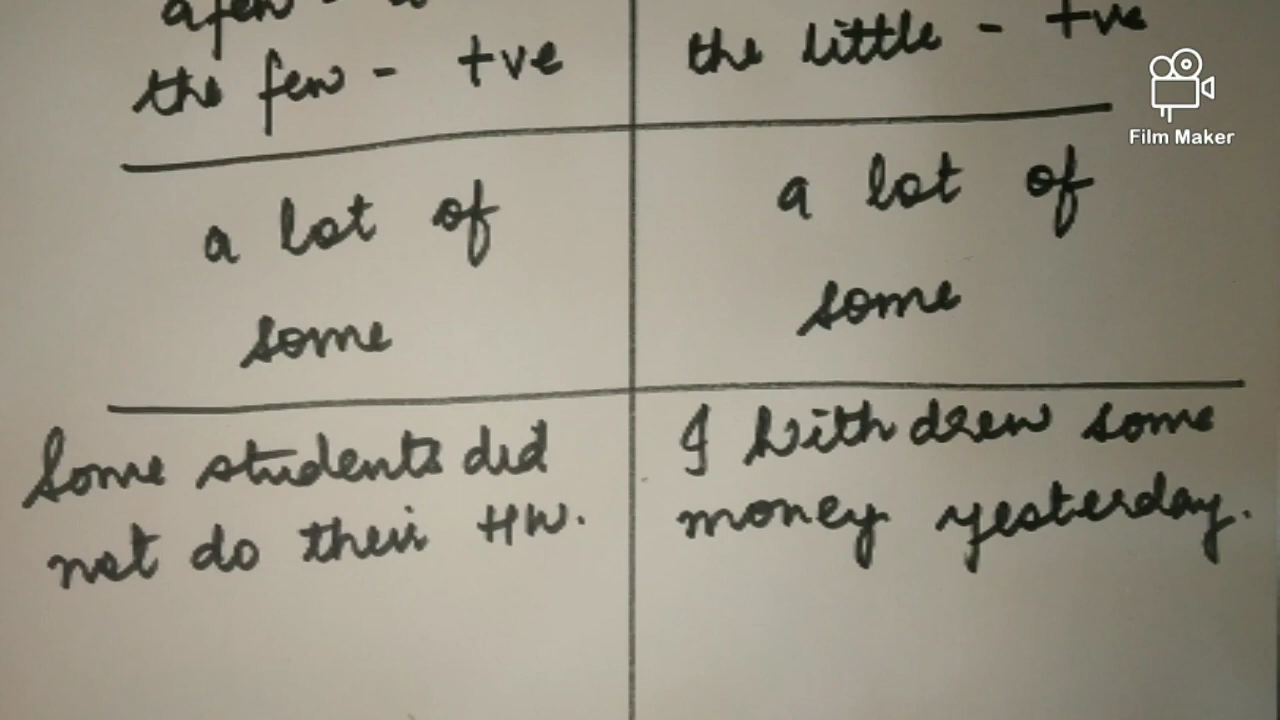 a few -
the few - +ve
the little - +ve
Film Maker
a lot of
some
a lot of
some
Some students did
not do their HW.
I withdrew some
money yesterday.